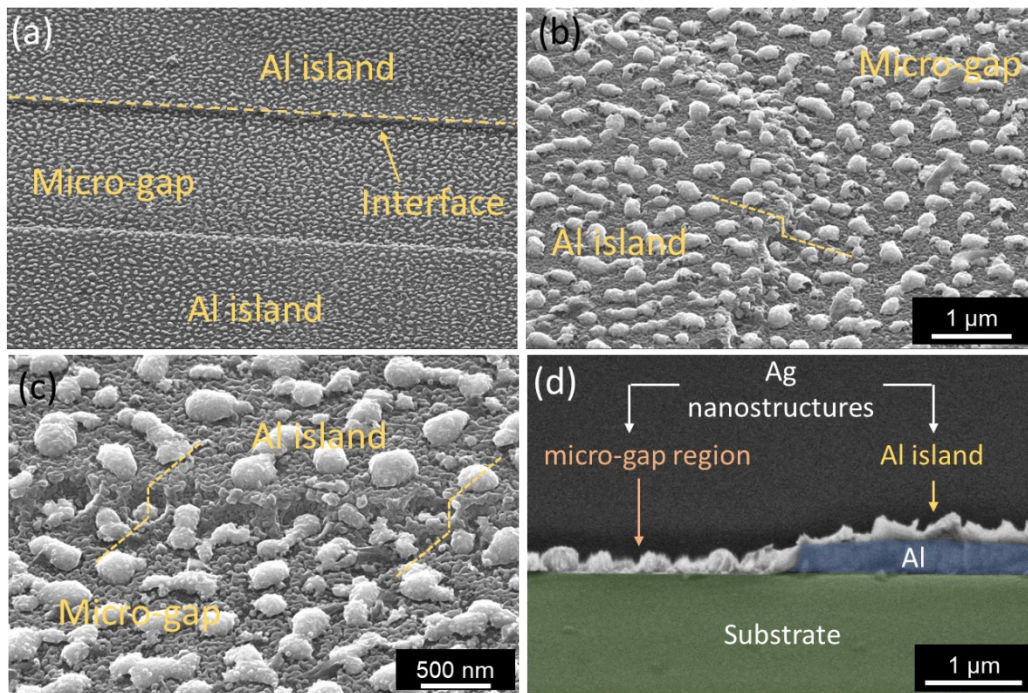 (a)
Al island
Micro-gap
Interface
Al island
(b)
Micro-gap
Al island
1 μm
(c)
Al island
Micro-gap
500 nm
(d)
Ag
nanostructures
micro-gap region
Al island
Al
Substrate
1 μm